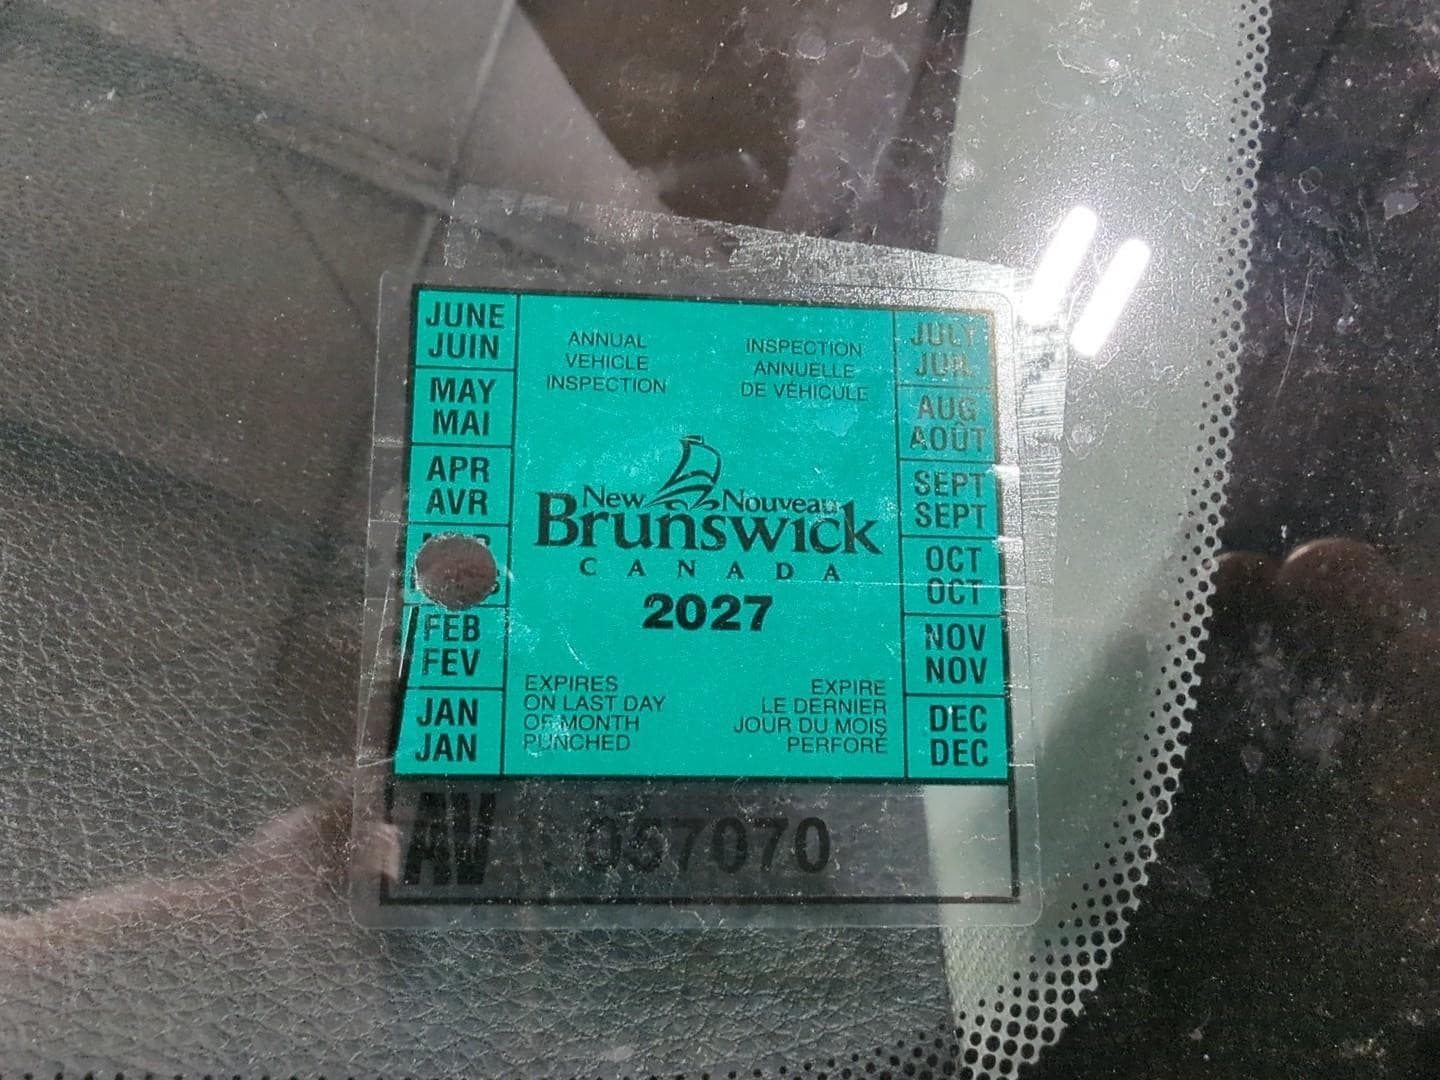 JUNE
JUIN
MAY
MAI
APR
AVR
FEB
FEV
JAN
JAN
ANNUAL
VEHICLE
INSPECTION
INSPECTION
ANNUELLE
DE VÉHICULE
New Nouveau
Brunswick
CANADA
2027
EXPIRES
ON LAST DAY
OF MONTH
PUNCHED
EXPIRE
LE DERNIER
JOUR DU MOIS
PERFORÉ
JULY
JUIL
AUG
AOÛT
SEPT
SEPT
OCT
OCT
NOV
NOV
DEC
DEC
AV 057070